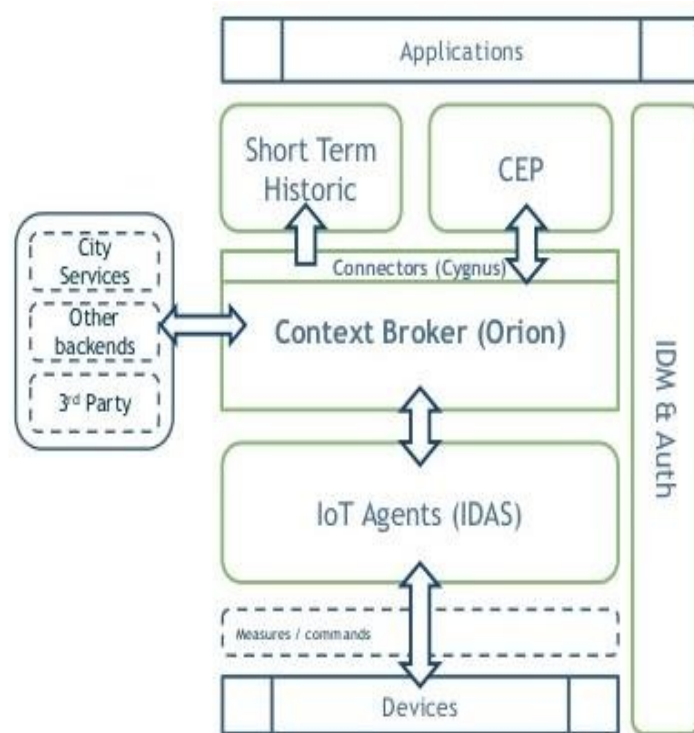 Applications
Short Term
Historic
CEP
City
Services
Other
backends
3rd Party
Connectors (Cygnus)
Context Broker (Orion)
IoT Agents (IDAS)
Measures / commands
Devices
IDM & Auth